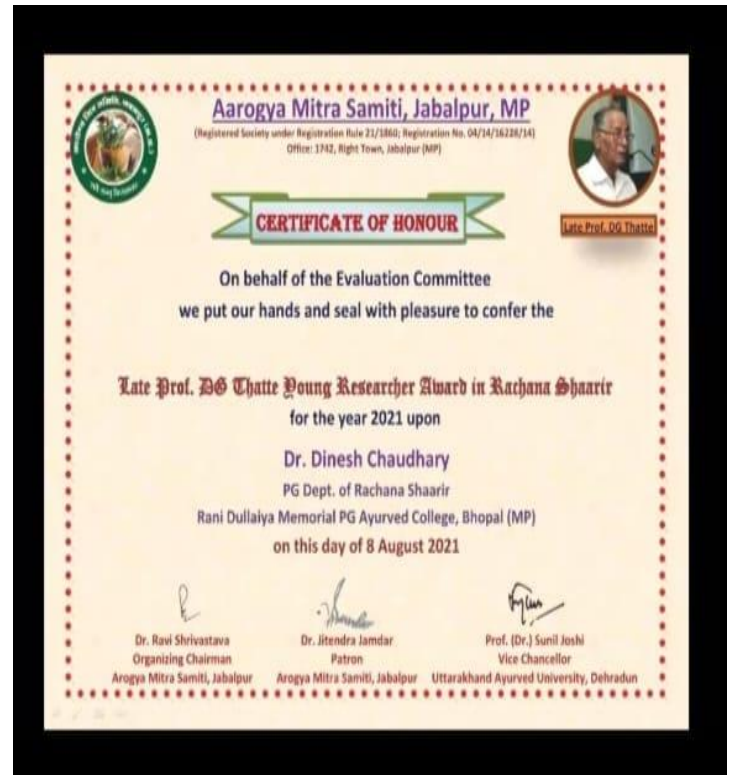 Aarogya Mitra Samiti, Jabalpur, MP
(Registered Society under Registration Rule 21/1860; Registration No. 04/14/16228/14)
Office: 1742, Right Town, Jabalpur (MP)
CERTIFICATE OF HONOUR
Late Prof. DG Thatte
On behalf of the Evaluation Committee
we put our hands and seal with pleasure to confer the
Late Prof. DG Thatte Young Researcher Award in Rachana Shaarir
for the year 2021 upon
Dr. Dinesh Chaudhary
PG Dept. of Rachana Shaarir
Rani Dullaiya Memorial PG Ayurved College, Bhopal (MP)
on this day of 8 August 2021
Dr. Ravi Shrivastava Dr. Jitendra Jamdar Prof. (Dr.) Sunil Joshi
Organizing Chairman Patron Vice Chancellor
Arogya Mitra Samiti, Jabalpur Arogya Mitra Samiti, Jabalpur Uttarakhand Ayurved University, Dehradun